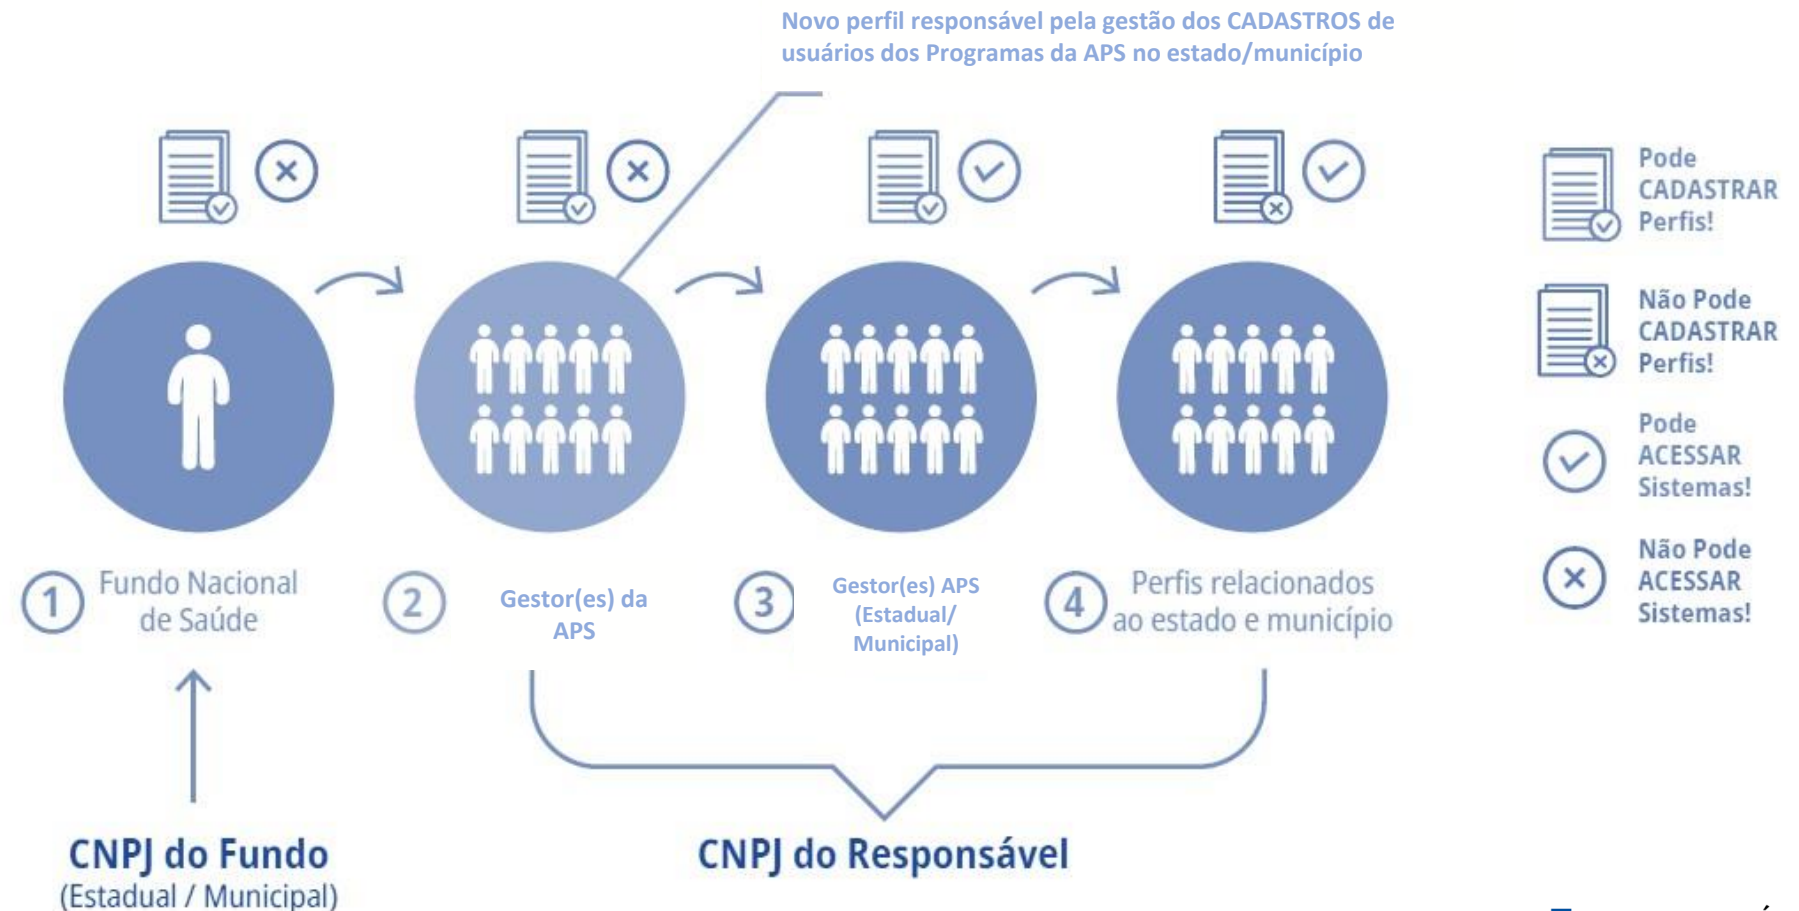 Novo perfil responsável pela gestão dos CADASTROS de
usuários dos Programas da APS no estado/município
Pode
CADASTRAR
Perfis!
Não Pode
CADASTRAR
Perfis!
Pode
ACESSAR
Sistemas!
Não Pode
ACESSAR
Sistemas!
1
Fundo Nacional
de Saúde
2
Gestor(es) da
APS
3
Gestor(es) APS
(Estadual/
Municipal)
4
Perfis relacionados
ao estado e município
CNPJ do Fundo
(Estadual / Municipal)
CNPJ do Responsável